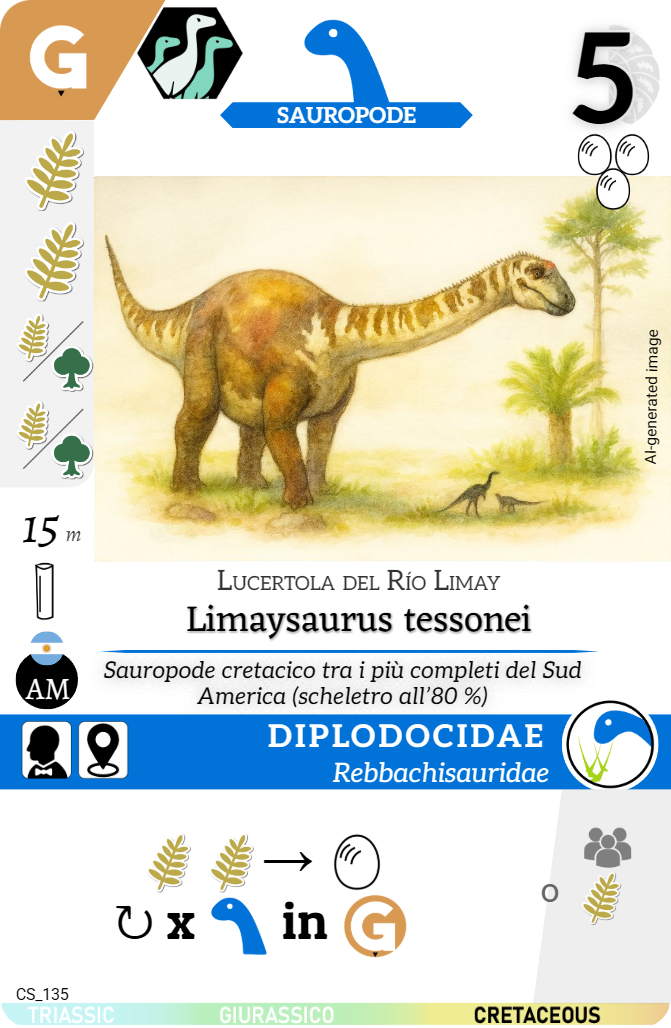 G
SAUROPODE
5
AI-generated image
15 m
LUCERTOLA DEL RÍO LIMAY
Limaysaurus tessonei
AM
Sauropode cretacico tra i più completi del Sud
America (scheletro all'80 %)
DIPLODOCIDAE
Rebbachisauridae
x in G
O
CS_135
TRIASSIC GIURASSICO CRETACEOUS